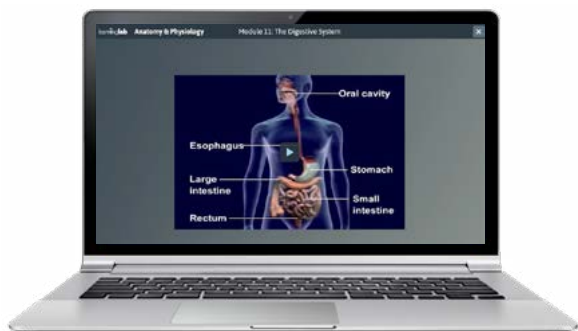 Anatomy & Physiology
Module 11: The Digestive System
Oral cavity
Esophagus
Stomach
Large
intestine
Small
intestine
Rectum